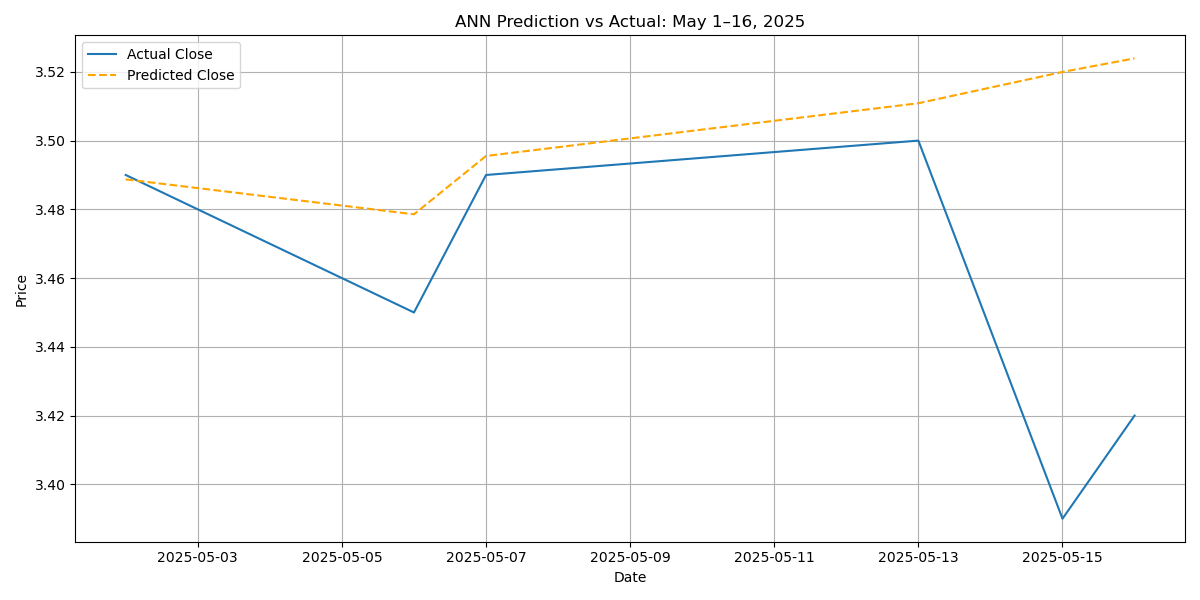 ANN Prediction vs Actual: May 1–16, 2025
Actual Close
Predicted Close
Price
3.52
3.50
3.48
3.46
3.44
3.42
3.40
2025-05-03 2025-05-05 2025-05-07 2025-05-09 2025-05-11 2025-05-13 2025-05-15
Date